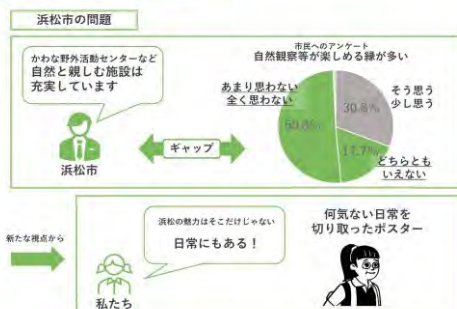 浜松市の問題
かわな野外活動センターなど
自然と親しむ施設は
充実しています
浜松市
ギャップ
市民へのアンケート
自然観察等が楽しめる緑が多い
あまり思わない
全く思わない
そう思う
少し思う
30.8%
17.7%
どちらとも
いえない
新たな視点から
浜松の魅力はそこだけじゃない
日常にもある！
私たち
何気ない日常を
切り取ったポスター